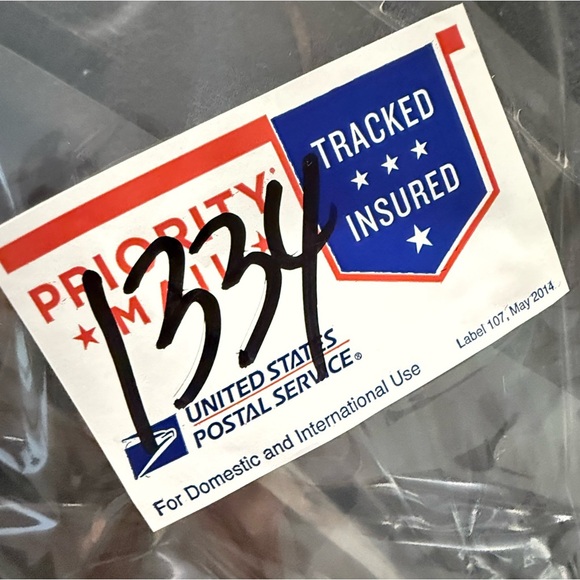 PRIORITY®
★ MAIL ★
TRACKED
★ ★ ★
INSURED
★
1334
UNITED STATES
POSTAL SERVICE®
For Domestic and International Use
Label 107, May 2014